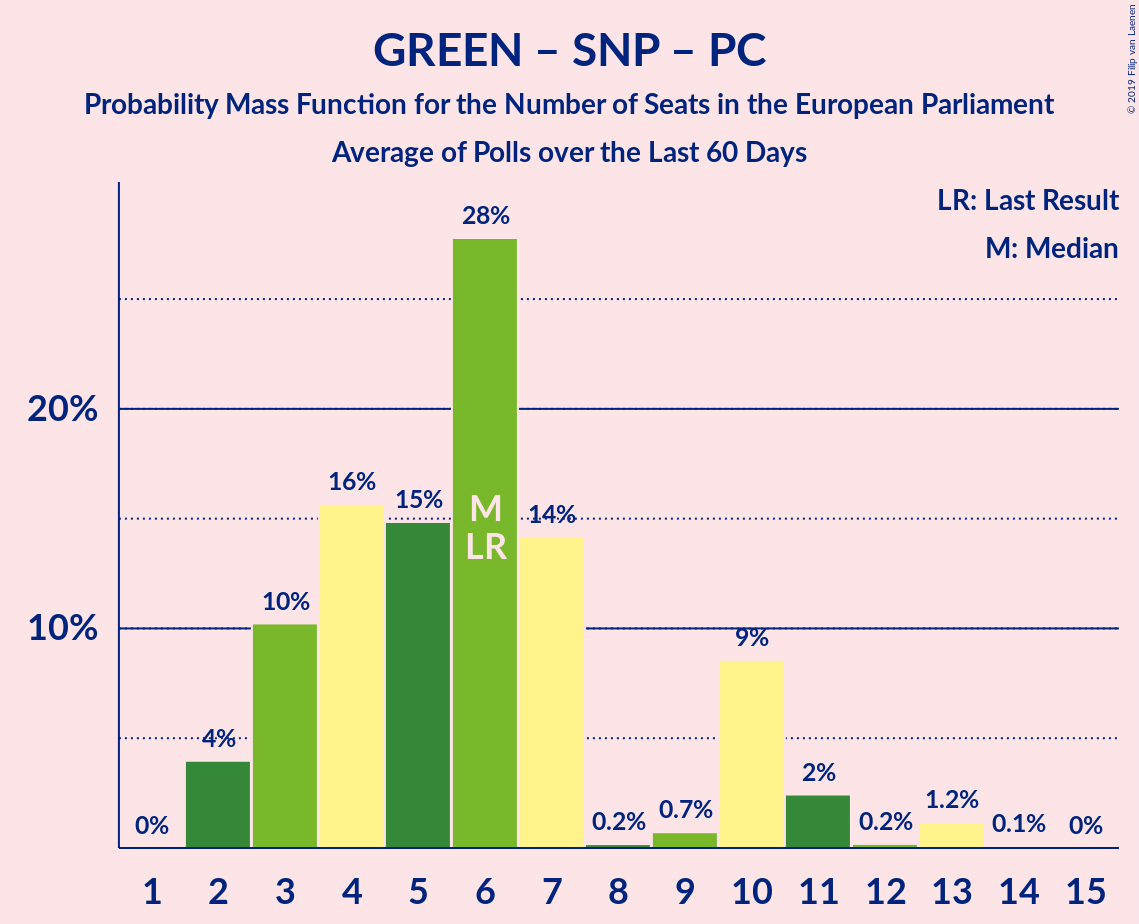 GREEN – SNP – PC
Probability Mass Function for the Number of Seats in the European Parliament
Average of Polls over the Last 60 Days
© 2019 Filip van Laenen
LR: Last Result
M: Median
28%
20%
16%
15%
M
LR
14%
10%
10%
9%
4%
2%
1.2%
0.7%
0.2%
0.2%
0.1%
0%
0%
1 2 3 4 5 6 7 8 9 10 11 12 13 14 15